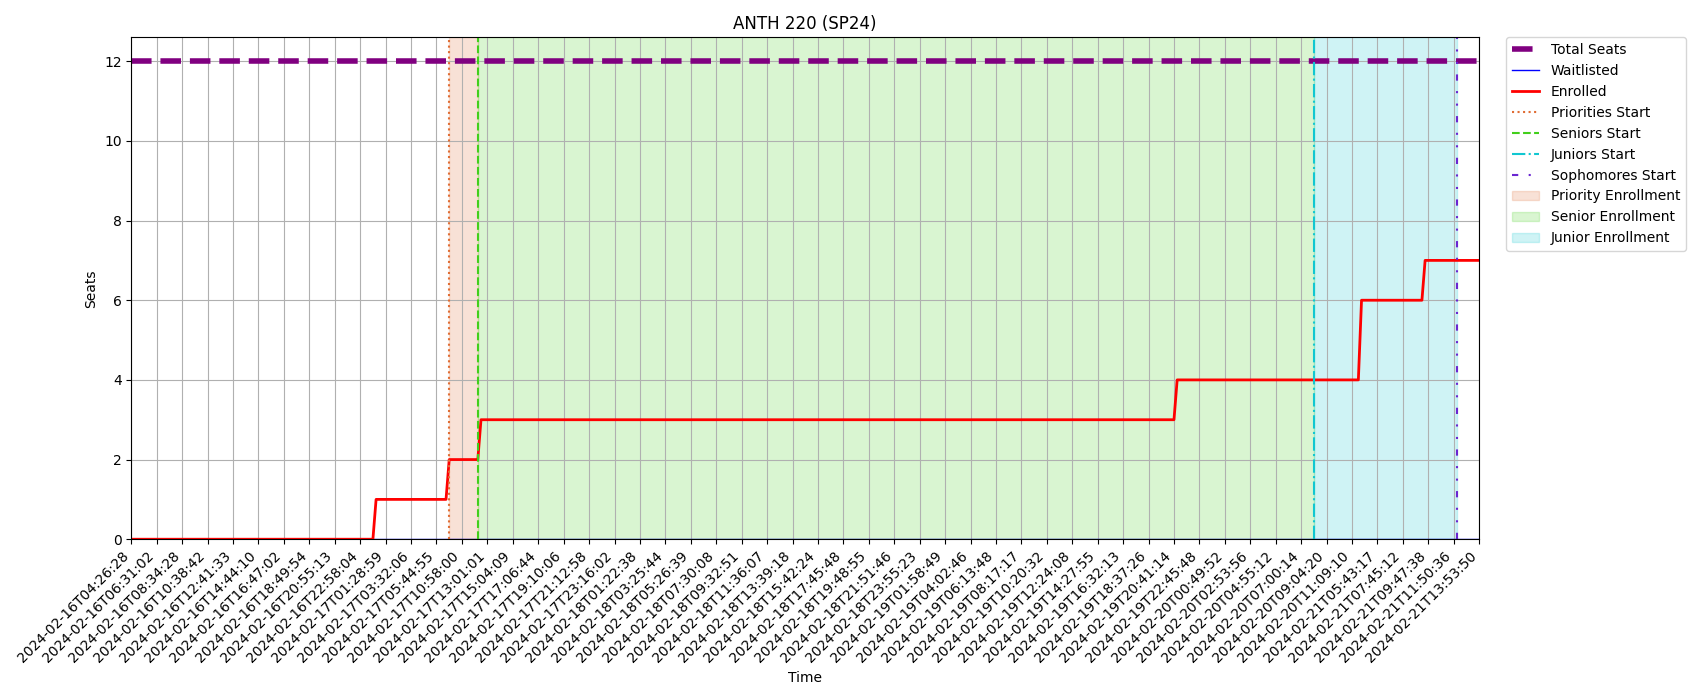 ANTH 220 (SP24)
Total Seats
Waitlisted
Enrolled
Priorities Start
Seniors Start
Juniors Start
Sophomores Start
Priority Enrollment
Senior Enrollment
Junior Enrollment
Seats
12
10
8
6
4
2
0
2024-02-16T04:26:28
2024-02-16T06:31:02
2024-02-16T08:34:28
2024-02-16T10:38:42
2024-02-16T12:41:33
2024-02-16T14:44:10
2024-02-16T16:47:02
2024-02-16T18:49:54
2024-02-16T20:55:13
2024-02-16T22:58:04
2024-02-17T01:28:59
2024-02-17T03:32:06
2024-02-17T05:44:55
2024-02-17T10:58:00
2024-02-17T13:01:01
2024-02-17T15:04:09
2024-02-17T17:06:44
2024-02-17T19:10:06
2024-02-17T21:12:58
2024-02-17T23:16:02
2024-02-18T01:22:38
2024-02-18T03:25:44
2024-02-18T05:26:39
2024-02-18T07:30:08
2024-02-18T09:32:51
2024-02-18T11:36:07
2024-02-18T13:39:18
2024-02-18T15:42:24
2024-02-18T17:45:48
2024-02-18T19:48:55
2024-02-18T21:51:46
2024-02-18T23:55:23
2024-02-19T01:58:49
2024-02-19T04:02:46
2024-02-19T06:13:48
2024-02-19T08:17:17
2024-02-19T10:20:32
2024-02-19T12:24:08
2024-02-19T14:27:55
2024-02-19T16:32:13
2024-02-19T18:37:26
2024-02-19T20:41:14
2024-02-19T22:45:48
2024-02-20T00:49:52
2024-02-20T02:53:56
2024-02-20T04:55:12
2024-02-20T07:00:14
2024-02-20T09:04:20
2024-02-20T11:09:10
2024-02-21T05:43:17
2024-02-21T07:45:12
2024-02-21T09:47:38
2024-02-21T11:50:36
2024-02-21T13:53:50
Time